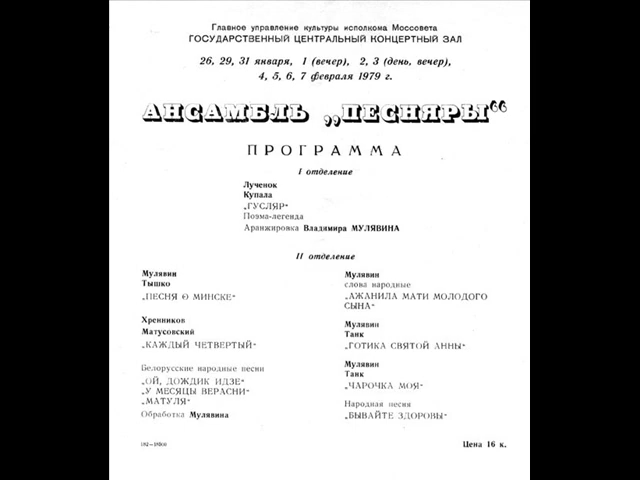 Главное управление культуры исполкома Моссовета
ГОСУДАРСТВЕННЫЙ ЦЕНТРАЛЬНЫЙ КОНЦЕРТНЫЙ ЗАЛ
26, 29, 31 января, 1 (вечер), 2, 3 (день, вечер),
4, 5, 6, 7 февраля 1979 г.
АНСАМБЛЬ „ПЕСНЯРЫ“
ПРОГРАММА
I отделение
Лученок
Купала
„ГУСЛЯР“
Поэма-легенда
Аранжировка Владимира МУЛЯВИНА
II отделение
Мулявин
Тышко
„ПЕСНЯ О МИНСКЕ“
Хренников
Матусовский
„КАЖДЫЙ ЧЕТВЕРТЫЙ“
Белорусские народные песни
„ОЙ, ДОЖДИК ИДЗЕ“
„У МЕСЯЦЫ ВЕРАСНИ“
„МАТУЛЯ“
Обработка Мулявина
Мулявин
слова народные
„АЖАНИЛА МАТИ МОЛОДОГО
СЫНА“
Мулявин
Танк
„ГОТИКА СВЯТОЙ АННЫ“
Мулявин
Танк
„ЧАРОЧКА МОЯ“
Народная песня
„БЫВАЙТЕ ЗДОРОВЫ“
Цена 16 к.